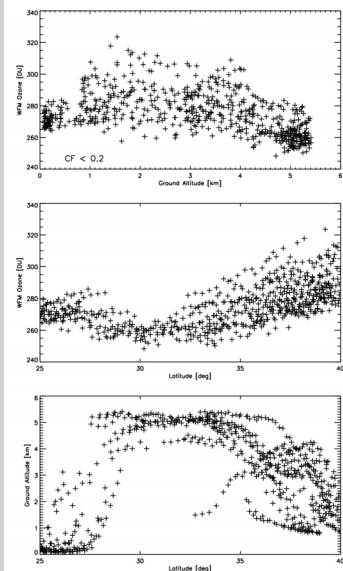 340
320
300
280
260
240
WFM Ozone [DU]
CF < 0.2
0 1 2 3 4 5 6
Ground Altitude [km]
340
320
300
280
260
240
WFM Ozone [DU]
25 30 35 40
Latitude [deg]
6
5
4
3
2
1
0
Ground Altitude [km]
25 30 35 40
Latitude [deg]